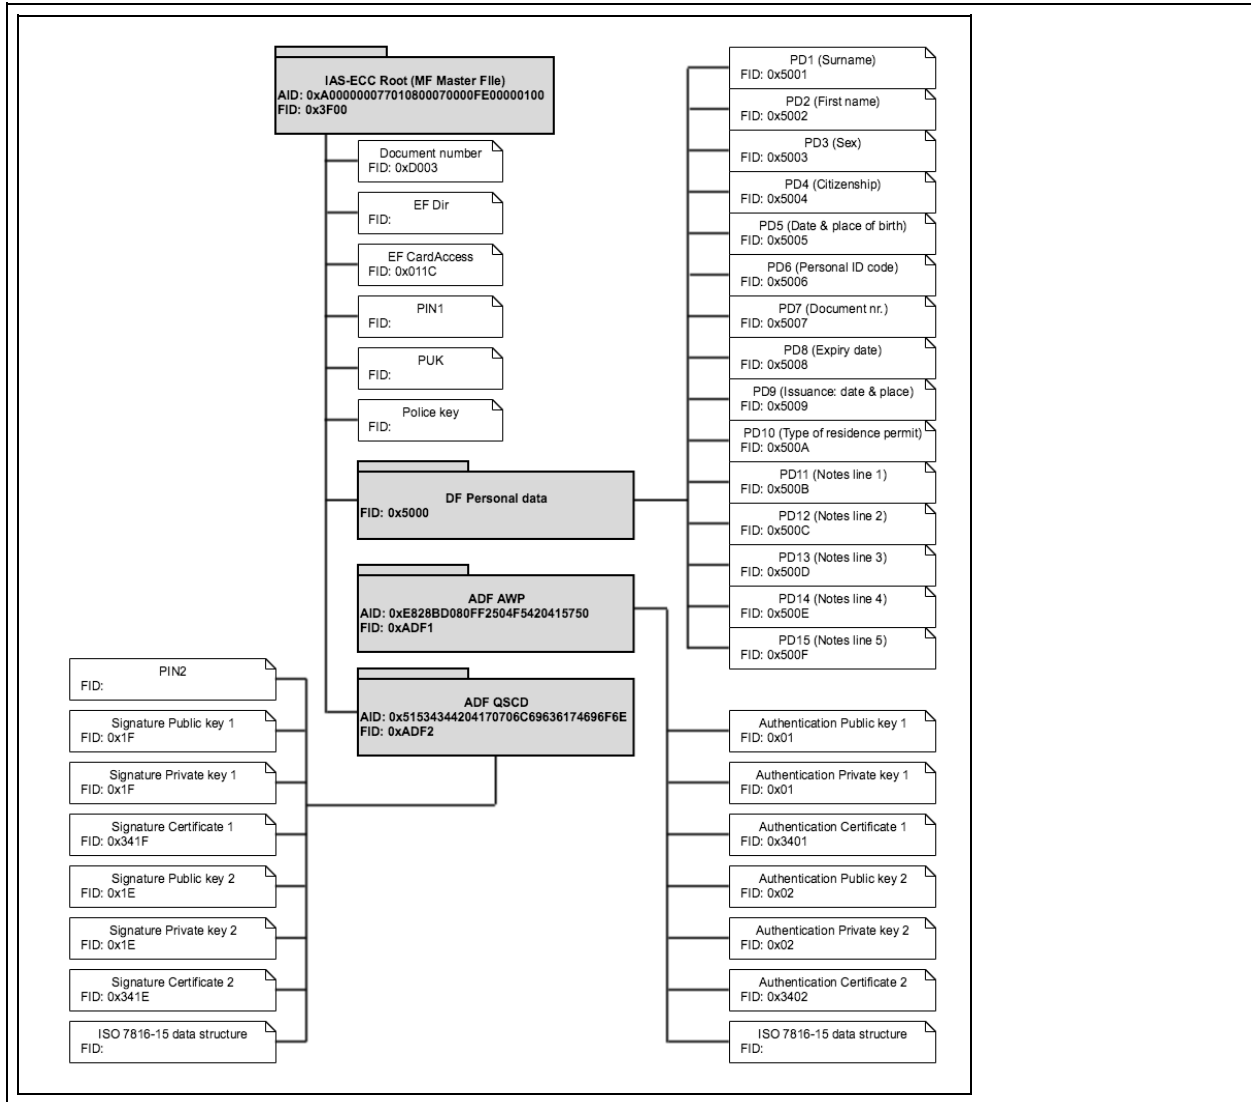 IAS-ECC Root (MF Master FIle)
AID: 0xA000000077010800070000FE00000100
FID: 0x3F00
Document number
FID: 0xD003
EF Dir
FID:
EF CardAccess
FID: 0x011C
PIN1
FID:
PUK
FID:
Police key
FID:
DF Personal data
FID: 0x5000
PD1 (Surname)
FID: 0x5001
PD2 (First name)
FID: 0x5002
PD3 (Sex)
FID: 0x5003
PD4 (Citizenship)
FID: 0x5004
PD5 (Date & place of birth)
FID: 0x5005
PD6 (Personal ID code)
FID: 0x5006
PD7 (Document nr.)
FID: 0x5007
PD8 (Expiry date)
FID: 0x5008
PD9 (Issuance: date & place)
FID: 0x5009
PD10 (Type of residence permit)
FID: 0x500A
PD11 (Notes line 1)
FID: 0x500B
PD12 (Notes line 2)
FID: 0x500C
PD13 (Notes line 3)
FID: 0x500D
PD14 (Notes line 4)
FID: 0x500E
PD15 (Notes line 5)
FID: 0x500F
ADF AWP
AID: 0xE828BD080FF2504F5420415750
FID: 0xADF1
ADF QSCD
AID: 0x51534344204170706C69636174696F6E
FID: 0xADF2
PIN2
FID:
Signature Public key 1
FID: 0x1F
Signature Private key 1
FID: 0x1F
Signature Certificate 1
FID: 0x341F
Signature Public key 2
FID: 0x1E
Signature Private key 2
FID: 0x1E
Signature Certificate 2
FID: 0x341E
ISO 7816-15 data structure
FID:
Authentication Public key 1
FID: 0x01
Authentication Private key 1
FID: 0x01
Authentication Certificate 1
FID: 0x3401
Authentication Public key 2
FID: 0x02
Authentication Private key 2
FID: 0x02
Authentication Certificate 2
FID: 0x3402
ISO 7816-15 data structure
FID: